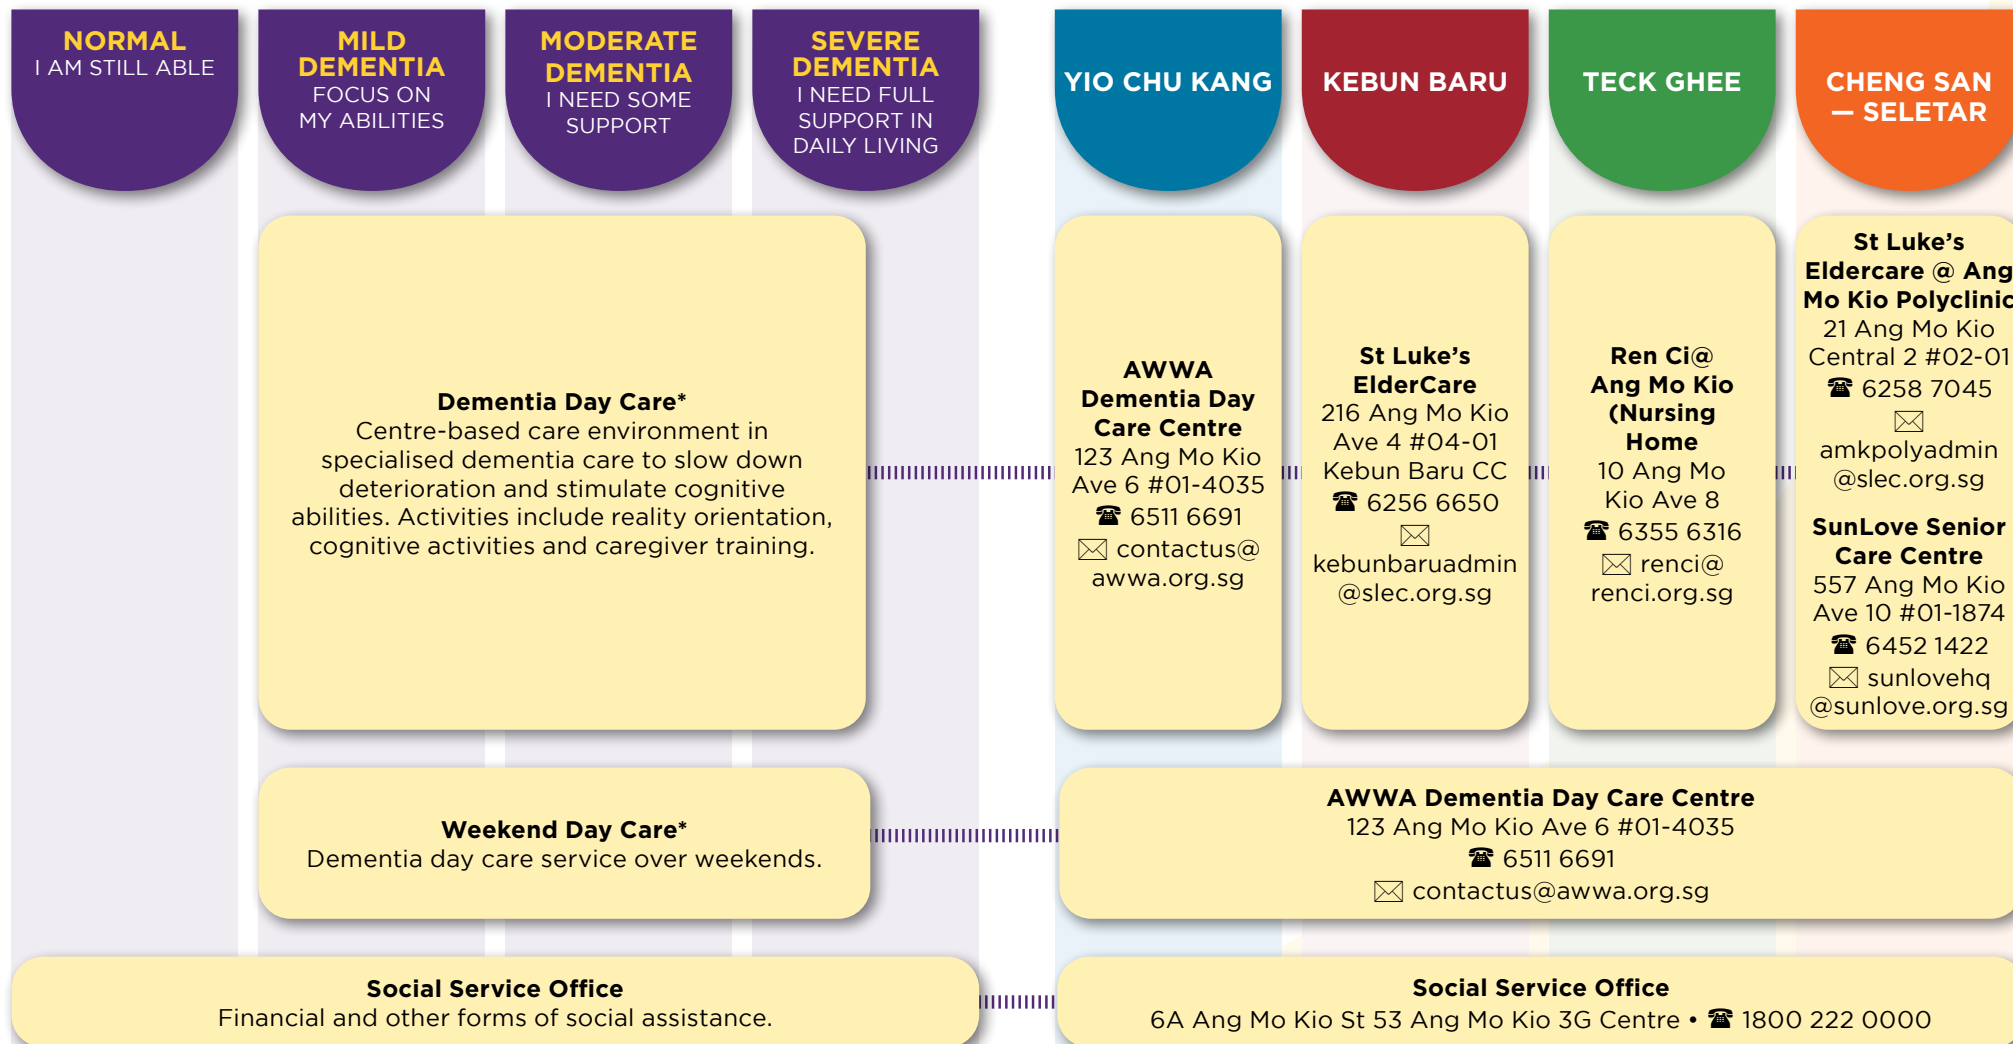 NORMAL
I AM STILL ABLE
MILD
DEMENTIA
FOCUS ON
MY ABILITIES
MODERATE
DEMENTIA
I NEED SOME
SUPPORT
SEVERE
DEMENTIA
I NEED FULL
SUPPORT IN
DAILY LIVING
YIO CHU KANG
KEBUN BARU
TECK GHEE
CHENG SAN
— SELETAR
Dementia Day Care*
Centre-based care environment in
specialised dementia care to slow down
deterioration and stimulate cognitive
abilities. Activities include reality orientation,
cognitive activities and caregiver training.
AWWA
Dementia Day
Care Centre
123 Ang Mo Kio
Ave 6 #01-4035
☎ 6511 6691
✉ contactus@
awwa.org.sg
St Luke’s
ElderCare
216 Ang Mo Kio
Ave 4 #04-01
Kebun Baru CC
☎ 6256 6650
✉
kebunbaruadmin
@slec.org.sg
Ren Ci@
Ang Mo Kio
(Nursing
Home
10 Ang Mo
Kio Ave 8
☎ 6355 6316
✉ renci@
renci.org.sg
St Luke’s
Eldercare @ Ang
Mo Kio Polyclinic
21 Ang Mo Kio
Central 2 #02-01
☎ 6258 7045
✉
amkpolyadmin
@slec.org.sg
SunLove Senior
Care Centre
557 Ang Mo Kio
Ave 10 #01-1874
☎ 6452 1422
✉ sunlovehq
@sunlove.org.sg
Weekend Day Care*
Dementia day care service over weekends.
AWWA Dementia Day Care Centre
123 Ang Mo Kio Ave 6 #01-4035
☎ 6511 6691
✉ contactus@awwa.org.sg
Social Service Office
Financial and other forms of social assistance.
Social Service Office
6A Ang Mo Kio St 53 Ang Mo Kio 3G Centre • ☎ 1800 222 0000